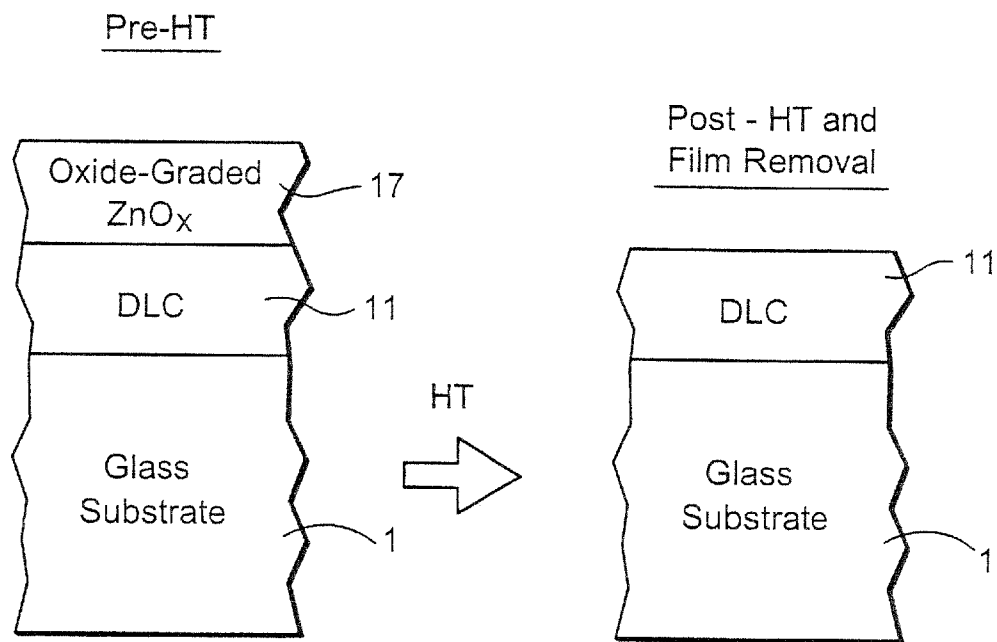 Pre-HT
Oxide-Graded
ZnOx
17
DLC
11
Glass
Substrate
1
HT
Post - HT and
Film Removal
DLC
11
Glass
Substrate
1